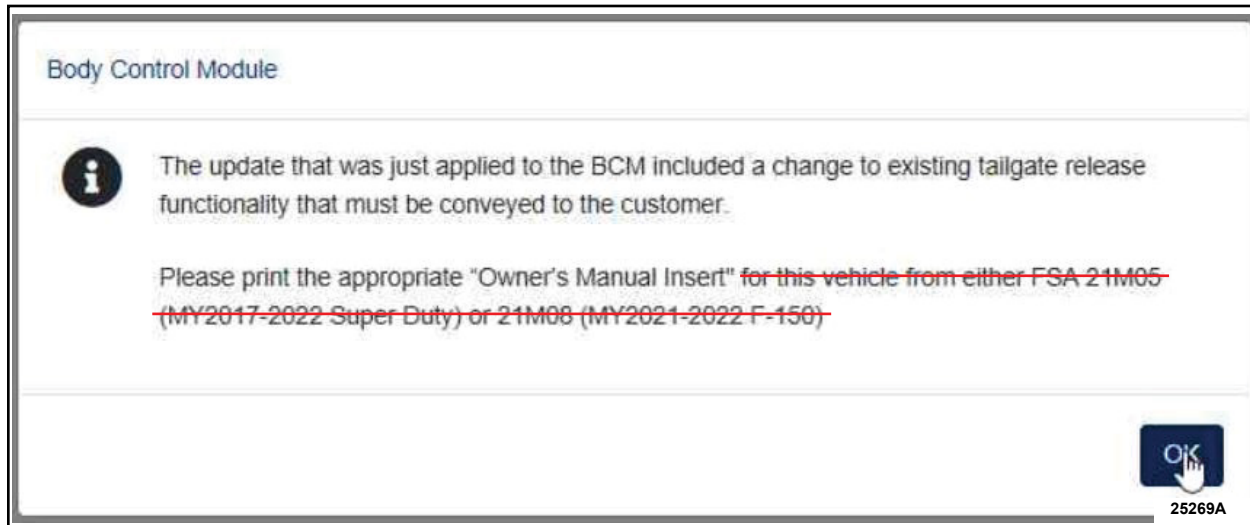 Body Control Module
The update that was just applied to the BCM included a change to existing tailgate release
functionality that must be conveyed to the customer.
Please print the appropriate “Owner's Manual Insert" for this vehicle from either FSA 21M05
(MY2017-2022 Super Duty) or 21M08 (MY2021-2022 F-150)
OK
25269A